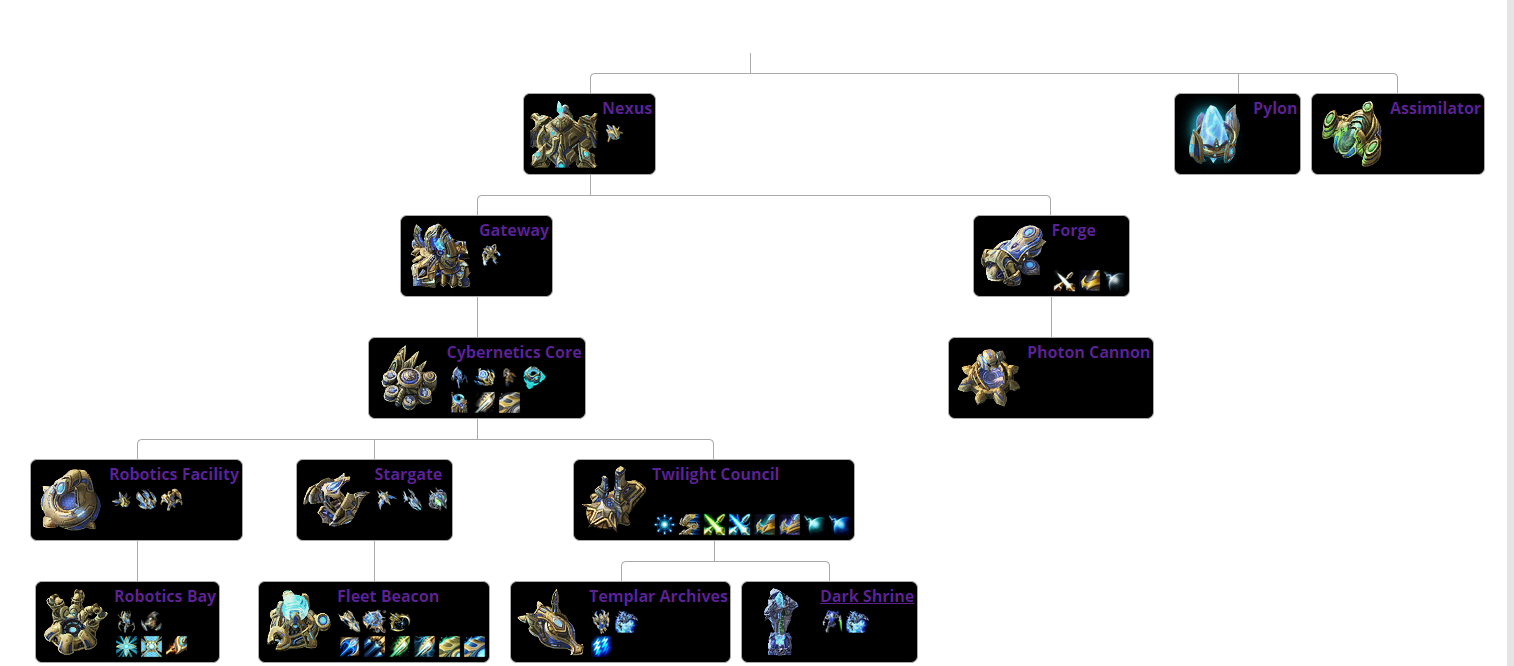 Nexus
Pylon
Assimilator
Gateway
Forge
Cybernetics Core
Photon Cannon
Robotics Facility
Stargate
Twilight Council
Robotics Bay
Fleet Beacon
Templar Archives
Dark Shrine